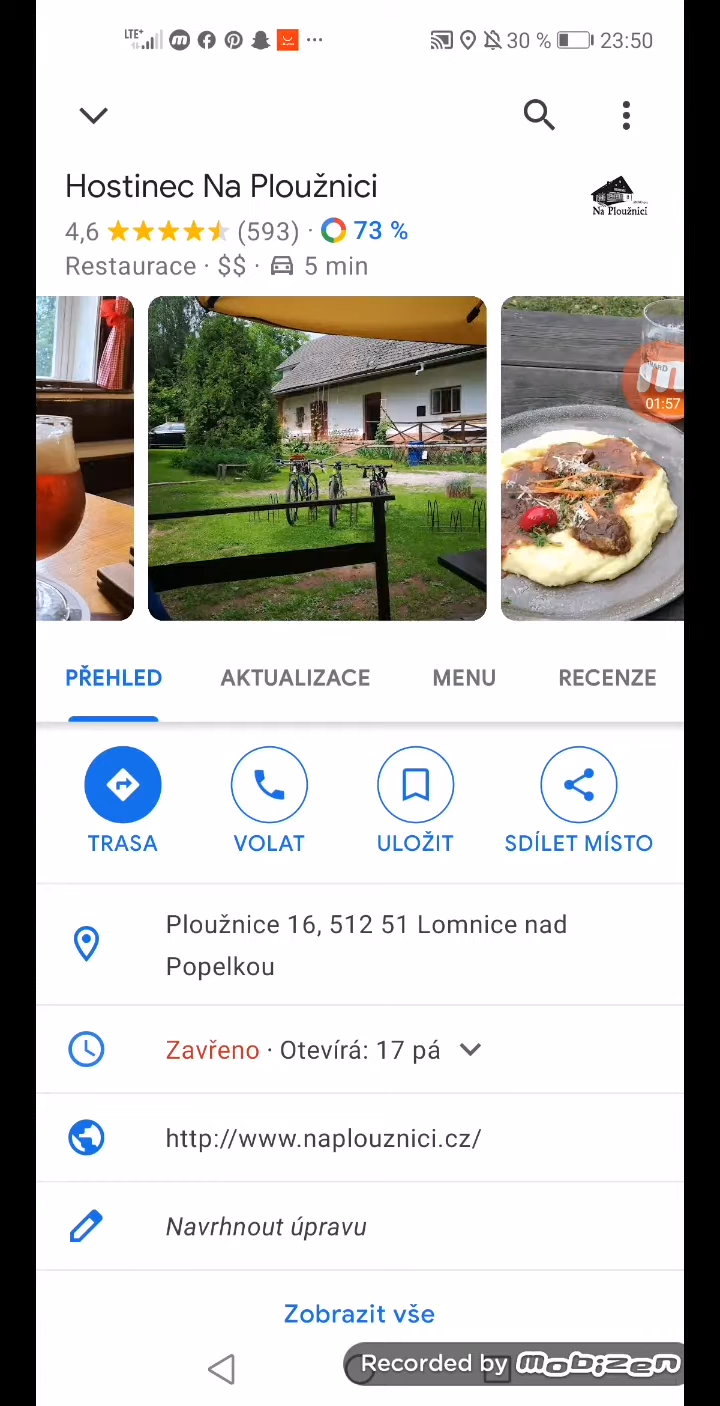 LTE+ 30 % 23:50
Hostinec Na Ploužnici
Na Ploužnici
4,6 (593) · 73 %
Restaurace · $$ · 5 min
01:57
PŘEHLED AKTUALIZACE MENU RECENZE
TRASA VOLAT ULOŽIT SDÍLET MÍSTO
Ploužnice 16, 512 51 Lomnice nad
Popelkou
Zavřeno · Otevírá: 17 pá
http://www.naplouznici.cz/
Navrhnout úpravu
Zobrazit vše
Recorded by mobizen